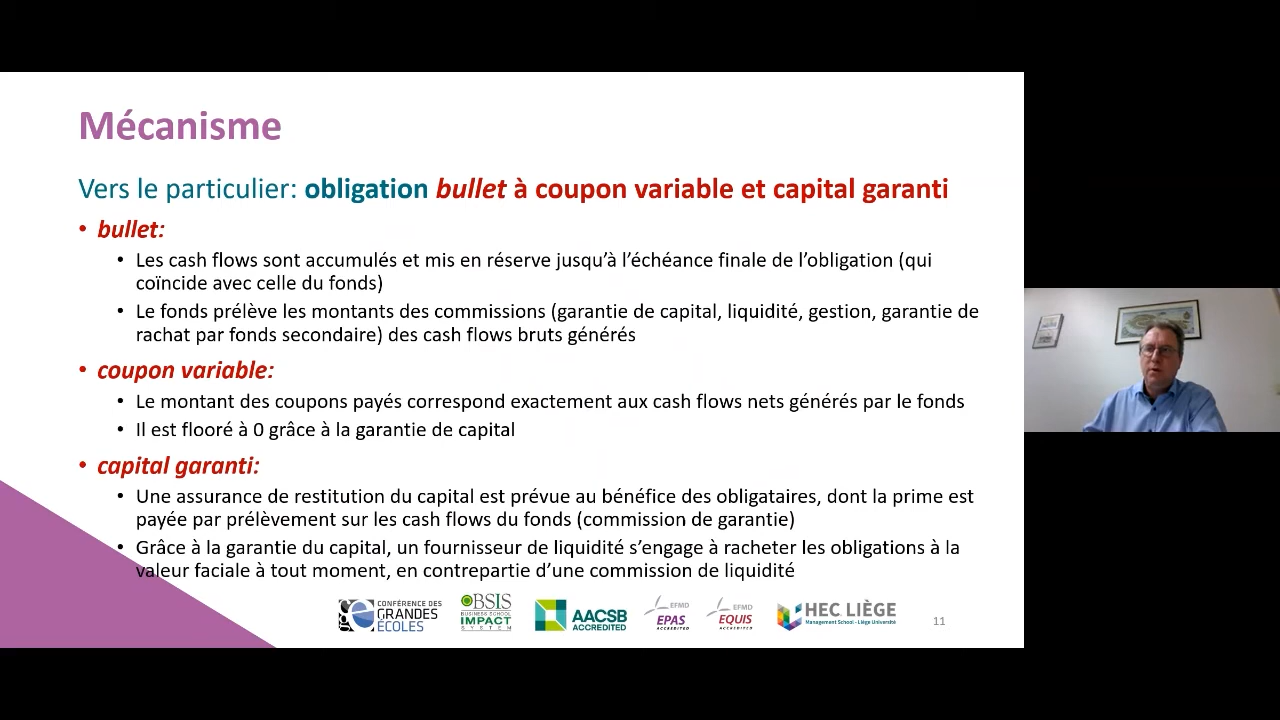 Mécanisme
Vers le particulier: obligation bullet à coupon variable et capital garanti
• bullet:
• Les cash flows sont accumulés et mis en réserve jusqu’à l’échéance finale de l’obligation (qui
coïncide avec celle du fonds)
• Le fonds prélève les montants des commissions (garantie de capital, liquidité, gestion, garantie de
rachat par fonds secondaire) des cash flows bruts générés
• coupon variable:
• Le montant des coupons payés correspond exactement aux cash flows nets générés par le fonds
• Il est flooré à 0 grâce à la garantie de capital
• capital garanti:
• Une assurance de restitution du capital est prévue au bénéfice des obligataires, dont la prime est
payée par prélèvement sur les cash flows du fonds (commission de garantie)
• Grâce à la garantie du capital, un fournisseur de liquidité s’engage à racheter les obligations à la
valeur faciale à tout moment, en contrepartie d’une commission de liquidité
CONFÉRENCE DES
GRANDES
ÉCOLES
BSIS
BUSINESS SCHOOL
IMPACT
SYSTEM
AACSB
ACCREDITED
EFMD
EPAS
ACCREDITED
EFMD
EQUIS
ACCREDITED
HEC LIÈGE
Management School - Liège Université
11